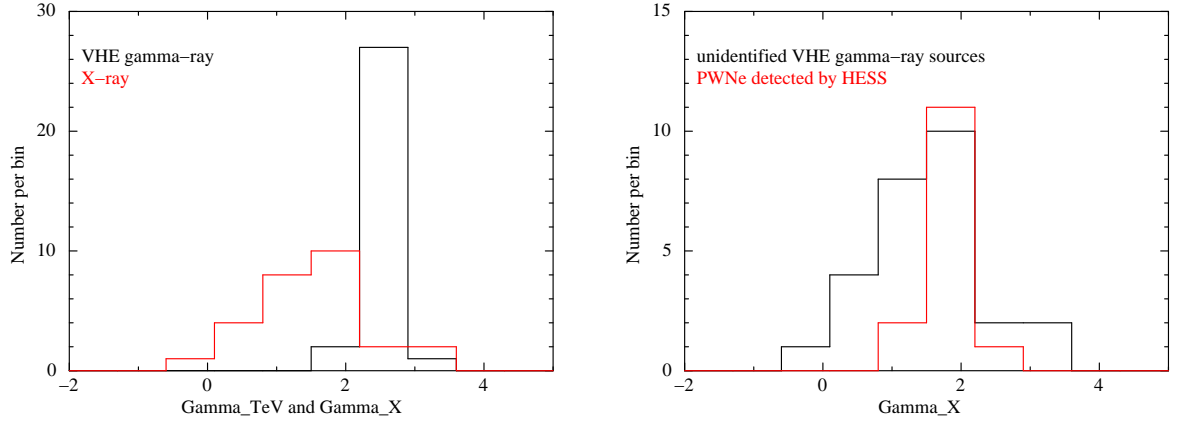 30
20
10
0
VHE gamma−ray
X−ray
Number per bin
−2
0
2
4
Gamma_TeV and Gamma_X
15
10
5
0
unidentified VHE gamma−ray sources
PWNe detected by HESS
Number per bin
−2
0
2
4
Gamma_X